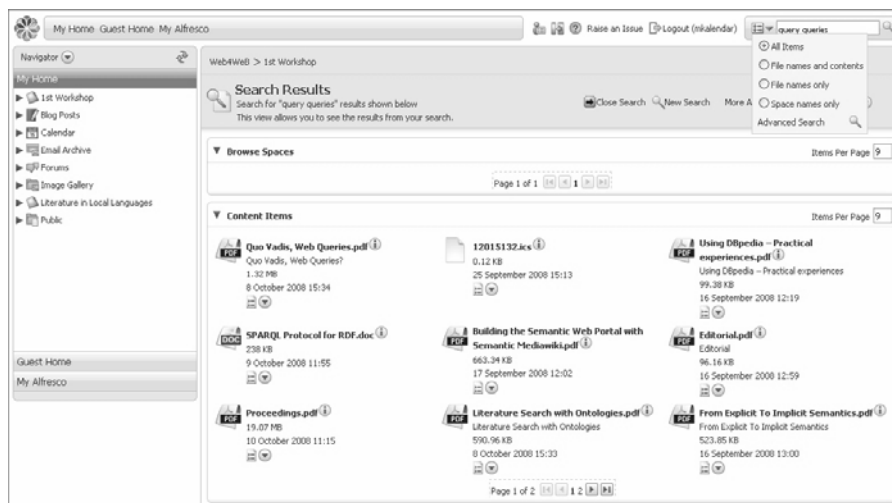 My Home Guest Home My Alfresco
Raise an Issue Logout (mkalendar)
query queries
Navigator
All Items
File names and contents
File names only
Space names only
Advanced Search
My Home
1st Workshop
Blog Posts
Calendar
Email Archive
Forums
Image Gallery
Literature in Local Languages
Public
Guest Home
My Alfresco
Web4WeB > 1st Workshop
Search Results
Search for "query queries" results shown below
This view allows you to see the results from your search.
Close Search New Search More A
Browse Spaces
Items Per Page 9
Page 1 of 1 1
Content Items
Items Per Page 9
Quo Vadis, Web Queries.pdf
Quo Vadis, Web Queries?
1.32 MB
8 October 2008 15:34
12015132.ics
0.12 KB
25 September 2008 15:13
Using DBpedia – Practical
experiences.pdf
Using DBpedia – Practical experiences
99.38 KB
16 September 2008 12:19
SPARQL Protocol for RDF.doc
238 KB
9 October 2008 11:55
Building the Semantic Web Portal with
Semantic Mediawiki.pdf
663.34 KB
17 September 2008 12:02
Editorial.pdf
Editorial
96.16 KB
16 September 2008 12:59
Proceedings.pdf
19.07 MB
10 October 2008 11:15
Literature Search with Ontologies.pdf
Literature Search with Ontologies
590.96 KB
8 October 2008 15:33
From Explicit To Implicit Semantics.pdf
From Explicit To Implicit Semantics
523.85 KB
16 September 2008 13:00
Page 1 of 2 1 2